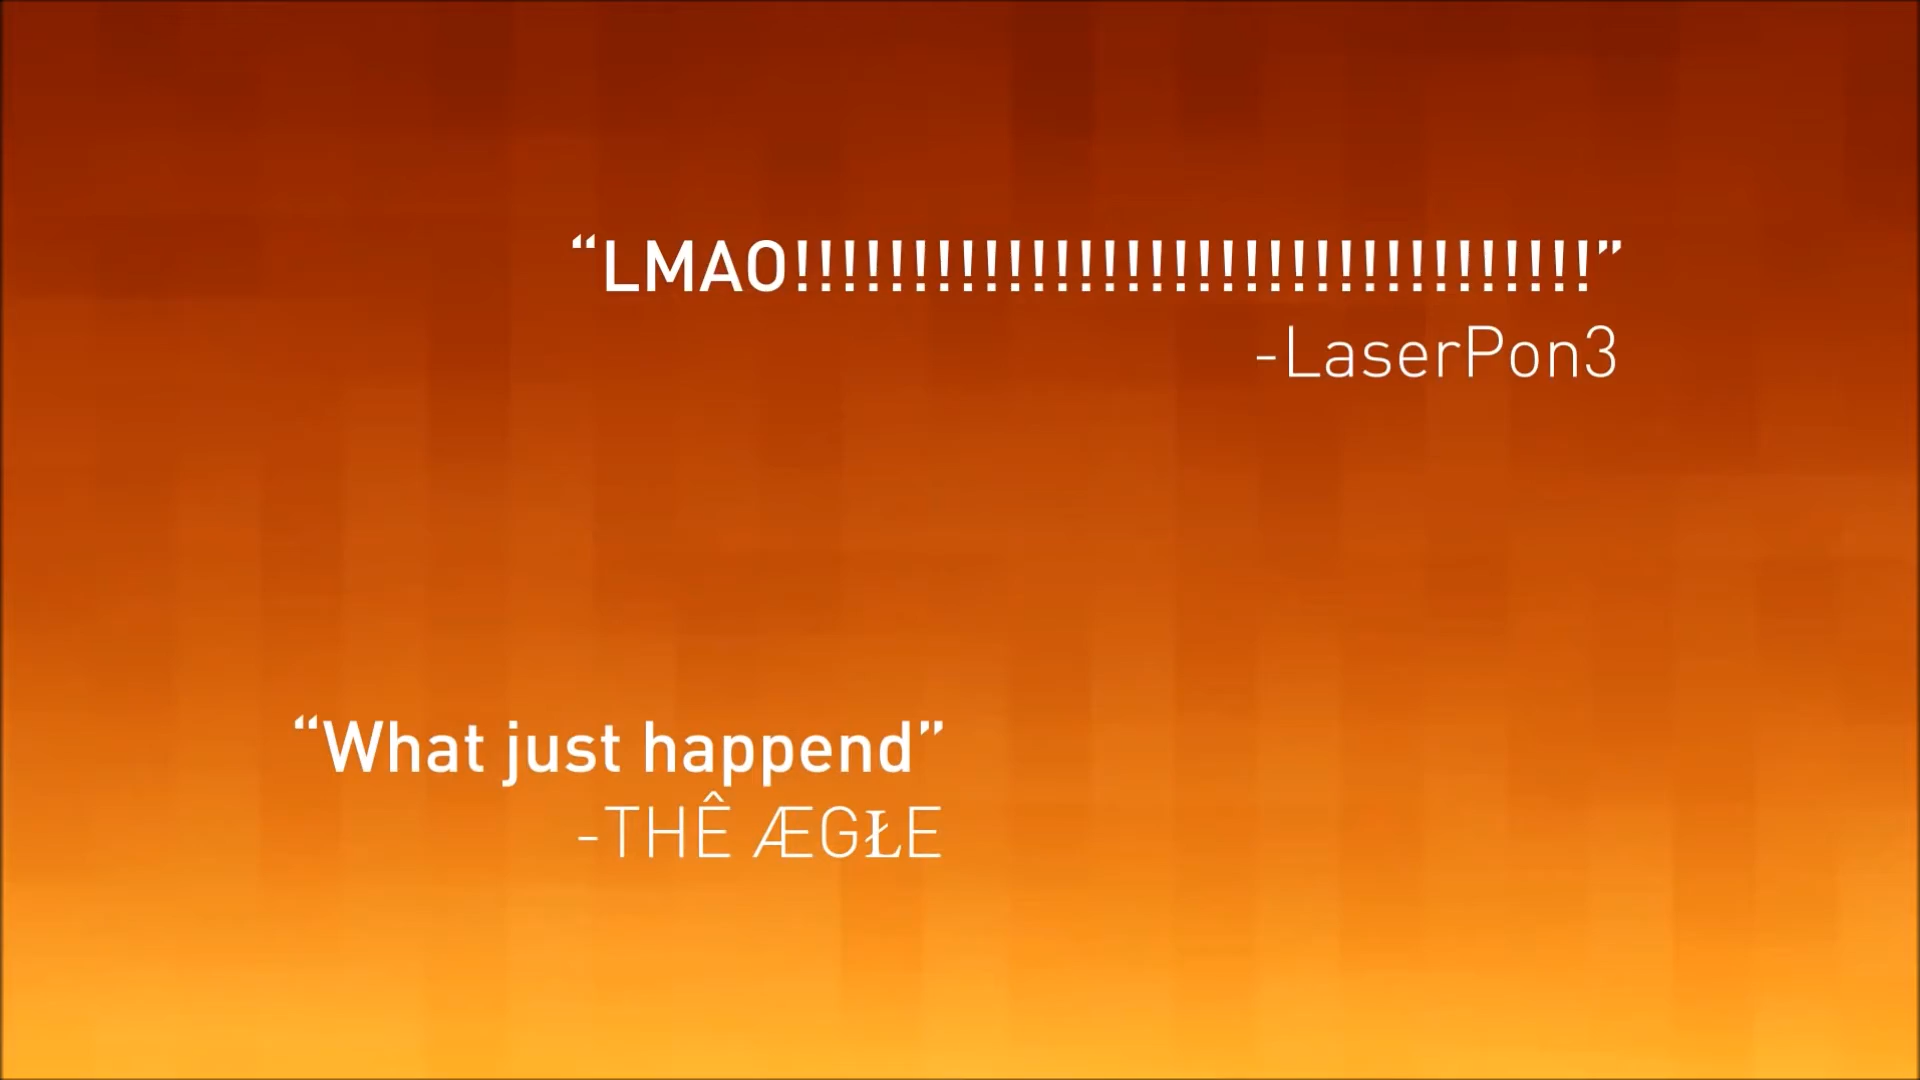 “LMAO!!!!!!!!!!!!!!!!!!!!!!!!!!!!!!!!!!”
-LaserPon3
“What just happend”
-THÊ ÆGŁE